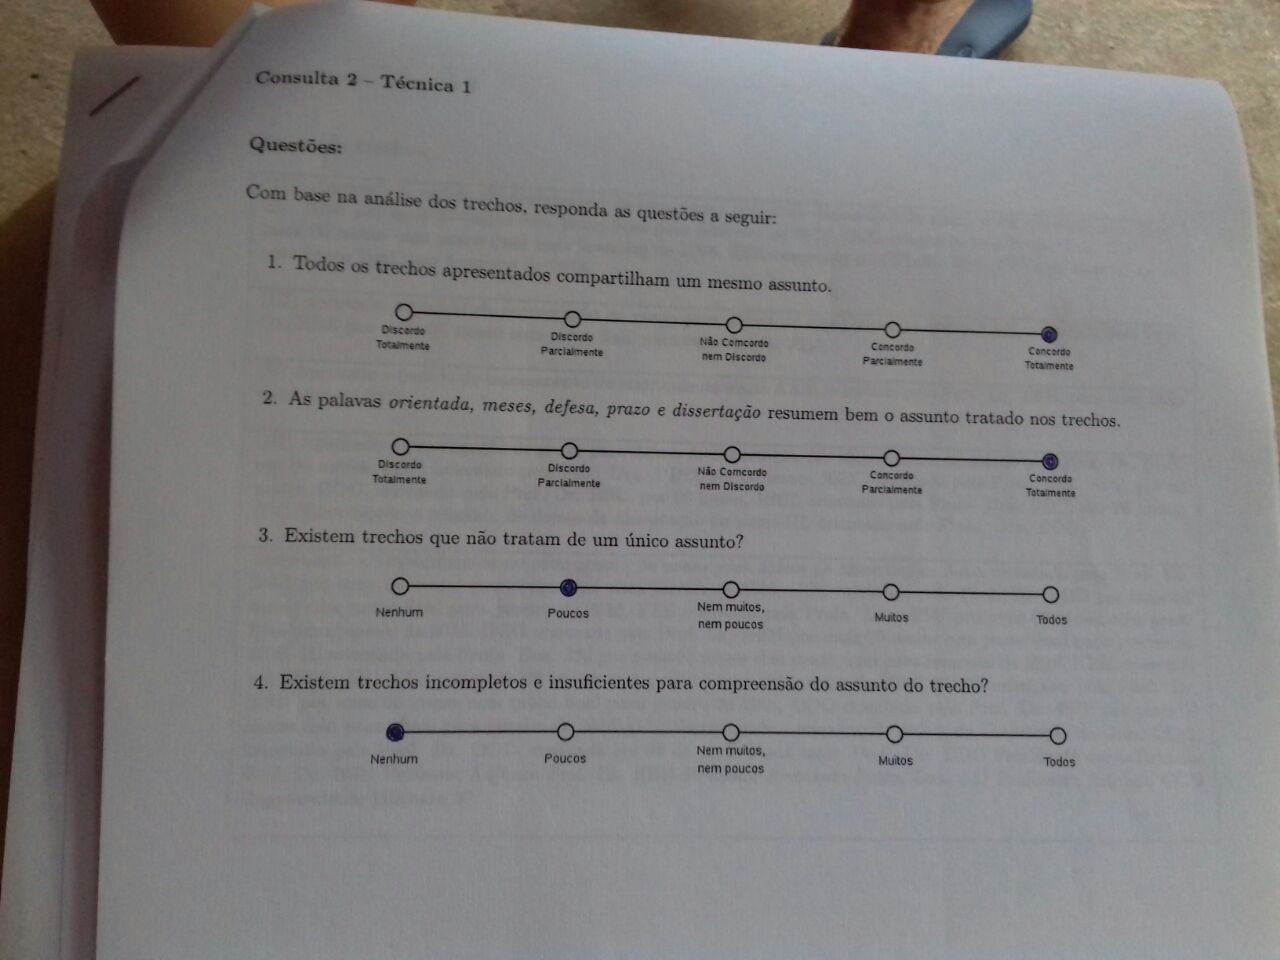 Consulta 2 – Técnica 1
Questões:
Com base na análise dos trechos, responda as questões a seguir:
1. Todos os trechos apresentados compartilham um mesmo assunto.
Discordo Totalmente
Discordo Parcialmente
Não Comcordo nem Discordo
Concordo Parcialmente
Concordo Totalmente
2. As palavas orientada, meses, defesa, prazo e dissertação resumem bem o assunto tratado nos trechos.
Discordo Totalmente
Discordo Parcialmente
Não Comcordo nem Discordo
Concordo Parcialmente
Concordo Totalmente
3. Existem trechos que não tratam de um único assunto?
Nenhum
Poucos
Nem muitos, nem poucos
Muitos
Todos
4. Existem trechos incompletos e insuficientes para compreensão do assunto do trecho?
Nenhum
Poucos
Nem muitos, nem poucos
Muitos
Todos